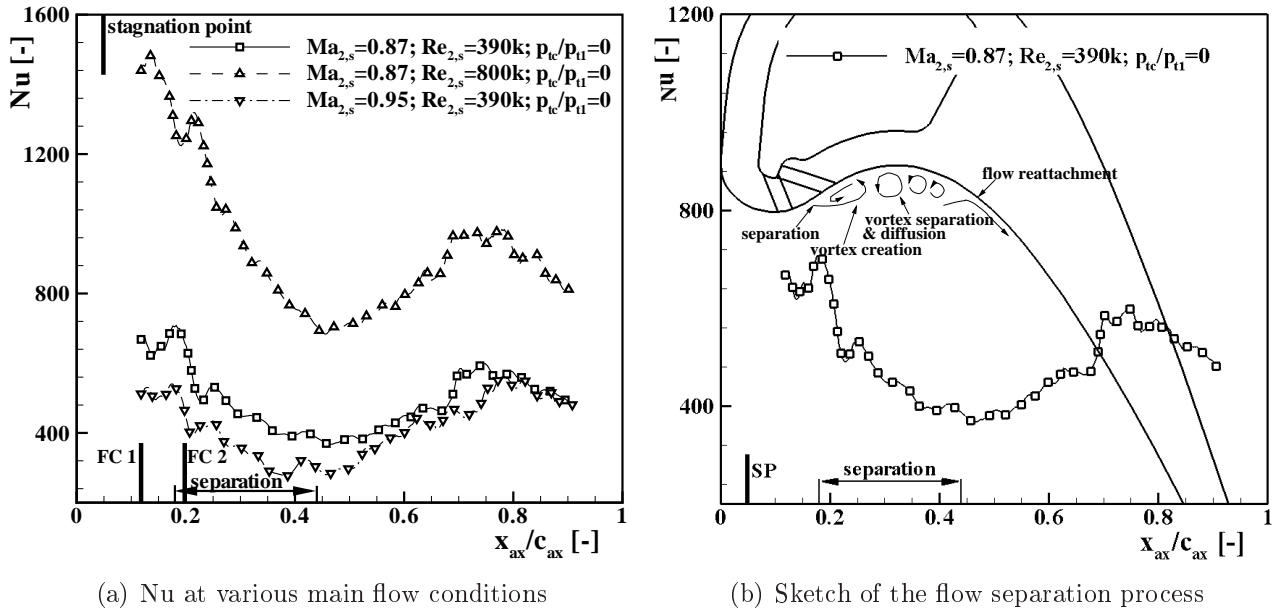 1600
1200
800
400
Nu [-]
stagnation point
Ma2,s=0.87; Re2,s=390k; ptc/pt1=0
Ma2,s=0.87; Re2,s=800k; ptc/pt1=0
Ma2,s=0.95; Re2,s=390k; ptc/pt1=0
FC 1
FC 2
separation
0 0.2 0.4 0.6 0.8 1
xax/cax [-]
(a) Nu at various main flow conditions
1200
800
400
Nu [-]
Ma2,s=0.87; Re2,s=390k; ptc/pt1=0
flow reattachment
vortex separation
& diffusion
separation
vortex creation
SP
separation
0 0.2 0.4 0.6 0.8 1
xax/cax [-]
(b) Sketch of the flow separation process